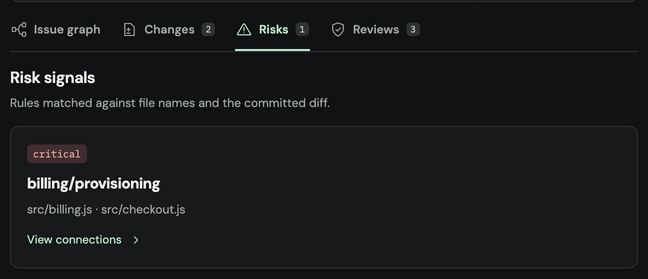 Issue graph Changes 2 Risks 1 Reviews 3
Risk signals
Rules matched against file names and the committed diff.
critical
billing/provisioning
src/billing.js · src/checkout.js
View connections